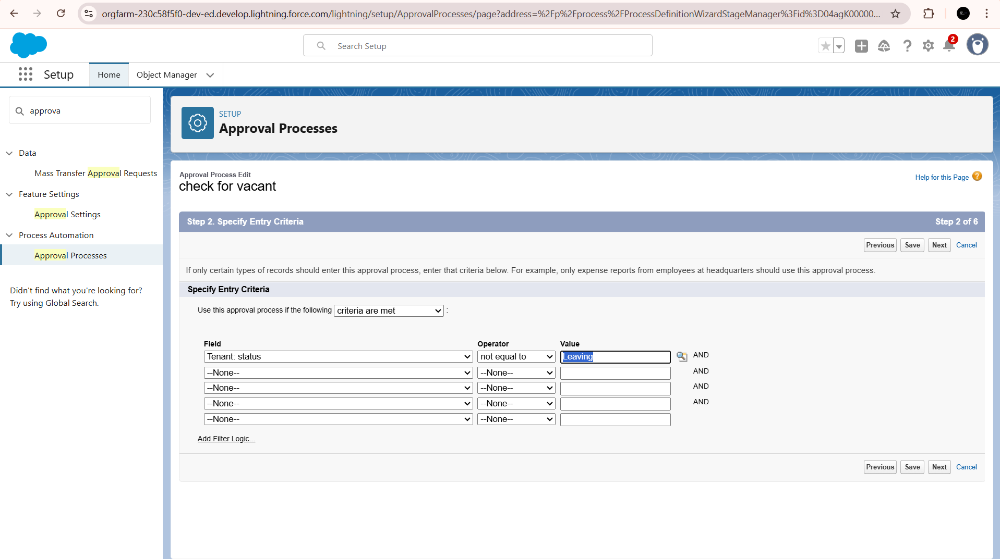 orgfarm-230c58f5f0-dev-ed.develop.lightning.force.com/lightning/setup/ApprovalProcesses/page?address=%2Fp%2Fprocess%2FProcessDefinitionWizardStageManager%3Fid%3D04agK00000...
Search Setup
2
Setup
Home
Object Manager
approva
Data
Mass Transfer Approval Requests
Feature Settings
Approval Settings
Process Automation
Approval Processes
Didn't find what you're looking for?
Try using Global Search.
SETUP
Approval Processes
Approval Process Edit
check for vacant
Help for this Page ?
Step 2. Specify Entry Criteria
Step 2 of 6
Previous Save Next Cancel
If only certain types of records should enter this approval process, enter that criteria below. For example, only expense reports from employees at headquarters should use this approval process.
Specify Entry Criteria
Use this approval process if the following criteria are met :
Field Operator Value
Tenant: status not equal to Leaving AND
--None-- --None-- AND
--None-- --None-- AND
--None-- --None-- AND
--None-- --None--
Add Filter Logic...
Previous Save Next Cancel